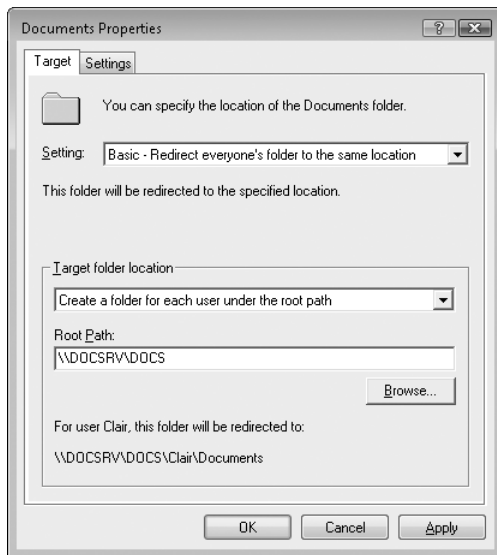 Documents Properties
Target
Settings
You can specify the location of the Documents folder.
Setting:
Basic - Redirect everyone's folder to the same location
This folder will be redirected to the specified location.
Target folder location
Create a folder for each user under the root path
Root Path:
\\DOCSRV\DOCS
Browse...
For user Clair, this folder will be redirected to:
\\DOCSRV\DOCS\Clair\Documents
OK
Cancel
Apply